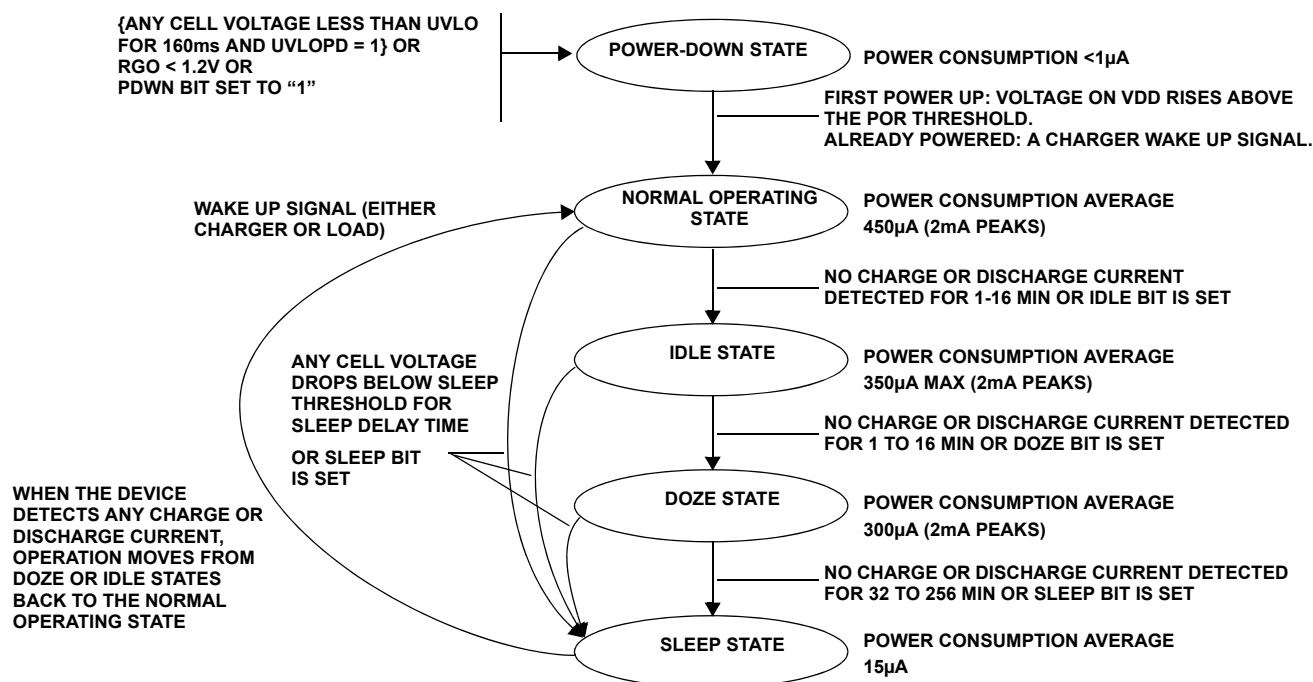 {ANY CELL VOLTAGE LESS THAN UVLO
FOR 160ms AND UVLOPD = 1} OR
RGO < 1.2V OR
PDWN BIT SET TO “1”
POWER-DOWN STATE
POWER CONSUMPTION <1µA
FIRST POWER UP: VOLTAGE ON VDD RISES ABOVE
THE POR THRESHOLD.
ALREADY POWERED: A CHARGER WAKE UP SIGNAL.
WAKE UP SIGNAL (EITHER
CHARGER OR LOAD)
NORMAL OPERATING
STATE
POWER CONSUMPTION AVERAGE
450µA (2mA PEAKS)
NO CHARGE OR DISCHARGE CURRENT
DETECTED FOR 1-16 MIN OR IDLE BIT IS SET
IDLE STATE
POWER CONSUMPTION AVERAGE
350µA MAX (2mA PEAKS)
ANY CELL VOLTAGE
DROPS BELOW SLEEP
THRESHOLD FOR
SLEEP DELAY TIME
OR SLEEP BIT
IS SET
NO CHARGE OR DISCHARGE CURRENT DETECTED
FOR 1 TO 16 MIN OR DOZE BIT IS SET
WHEN THE DEVICE
DETECTS ANY CHARGE OR
DISCHARGE CURRENT,
OPERATION MOVES FROM
DOZE OR IDLE STATES
BACK TO THE NORMAL
OPERATING STATE
DOZE STATE
POWER CONSUMPTION AVERAGE
300µA (2mA PEAKS)
NO CHARGE OR DISCHARGE CURRENT DETECTED
FOR 32 TO 256 MIN OR SLEEP BIT IS SET
SLEEP STATE
POWER CONSUMPTION AVERAGE
15µA